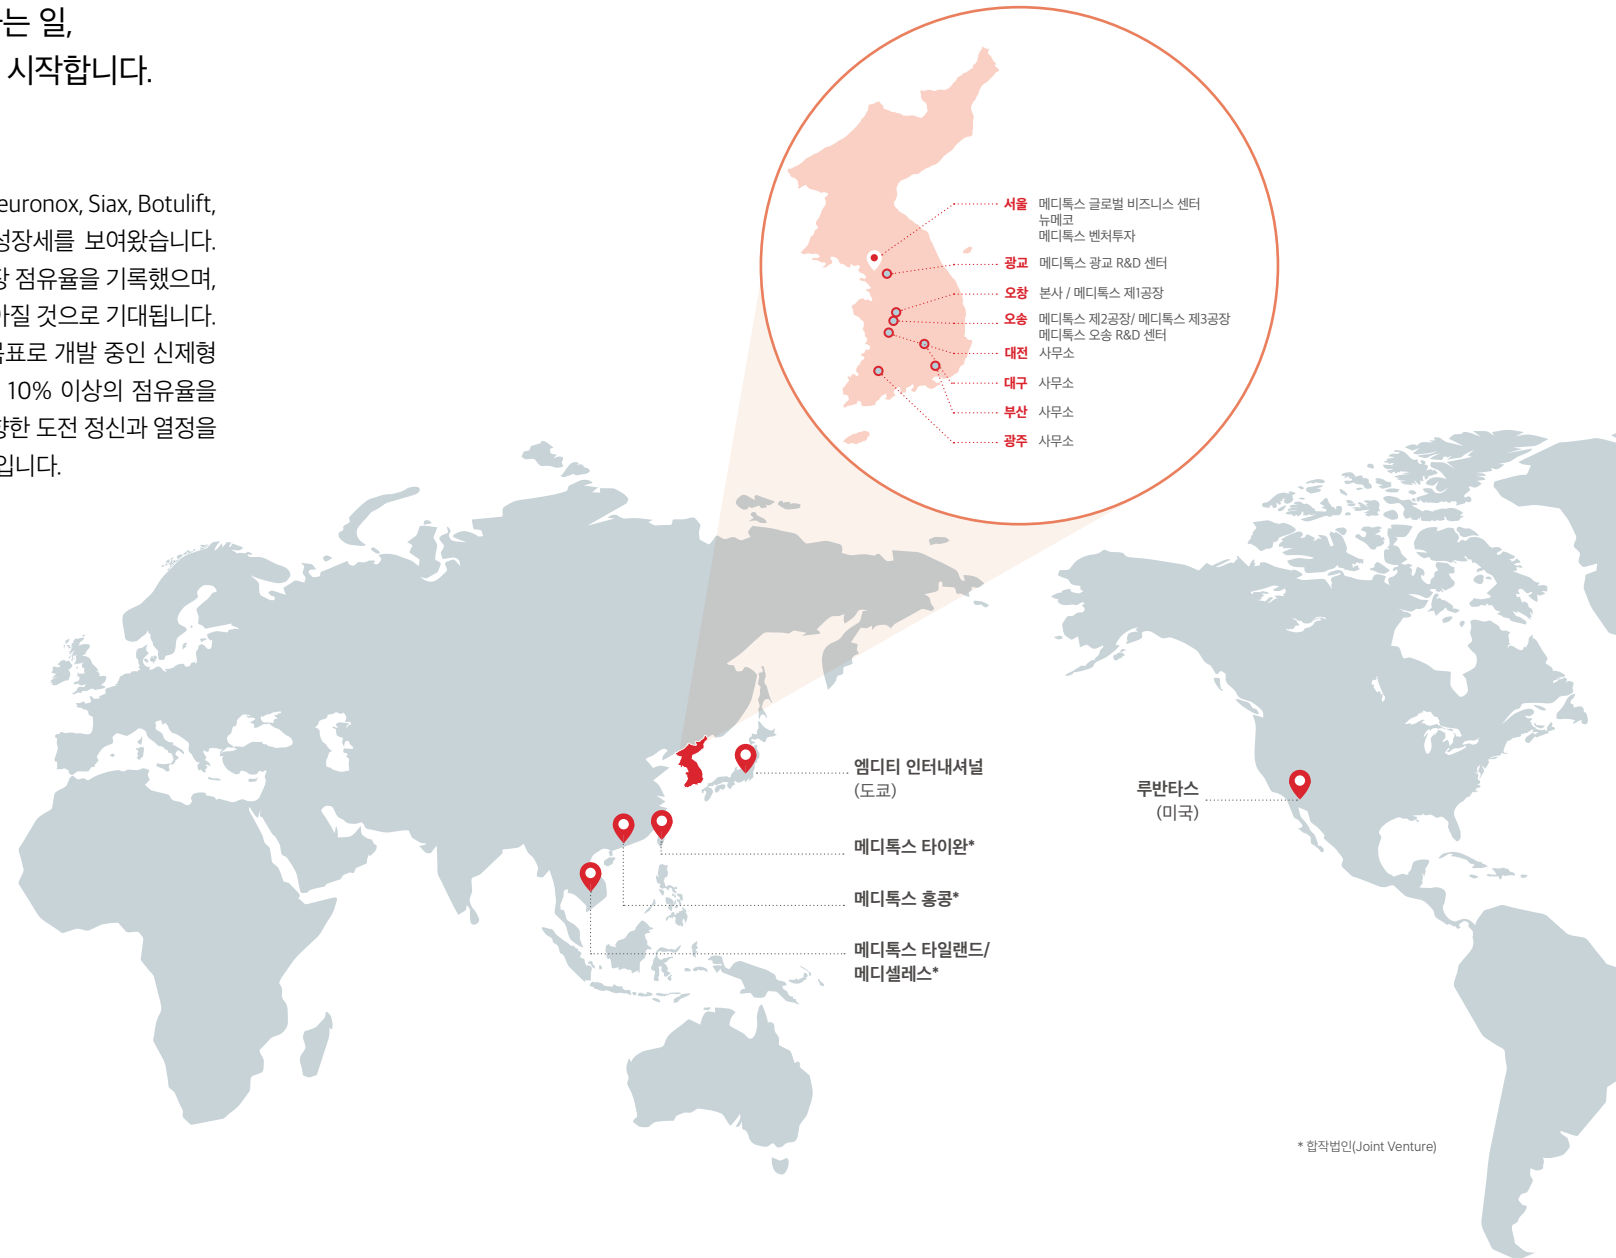 는 일,
시작합니다.
euronox, Siax, Botulift,
성장세를 보여왔습니다.
점유율을 기록했으며,
아질 것으로 기대됩니다.
목표로 개발 중인 신제형
10% 이상의 점유율을
향한 도전 정신과 열정을
입니다.
서울 메디톡스 글로벌 비즈니스 센터
뉴메코
메디톡스 벤처투자
광교 메디톡스 광교 R&D 센터
오창 본사 / 메디톡스 제1공장
오송 메디톡스 제2공장/ 메디톡스 제3공장
메디톡스 오송 R&D 센터
대전 사무소
대구 사무소
부산 사무소
광주 사무소
엠디티 인터내셔널
(도쿄)
메디톡스 타이완*
메디톡스 홍콩*
메디톡스 타일랜드/
메디셀레스*
루반타스
(미국)
* 합작법인(Joint Venture)